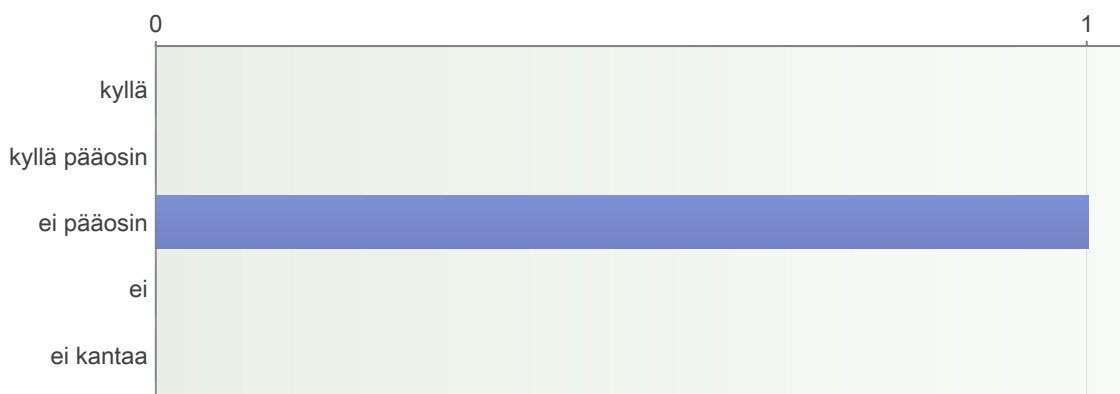 0 1
kyllä
kyllä pääosin
ei pääosin
ei
ei kantaa